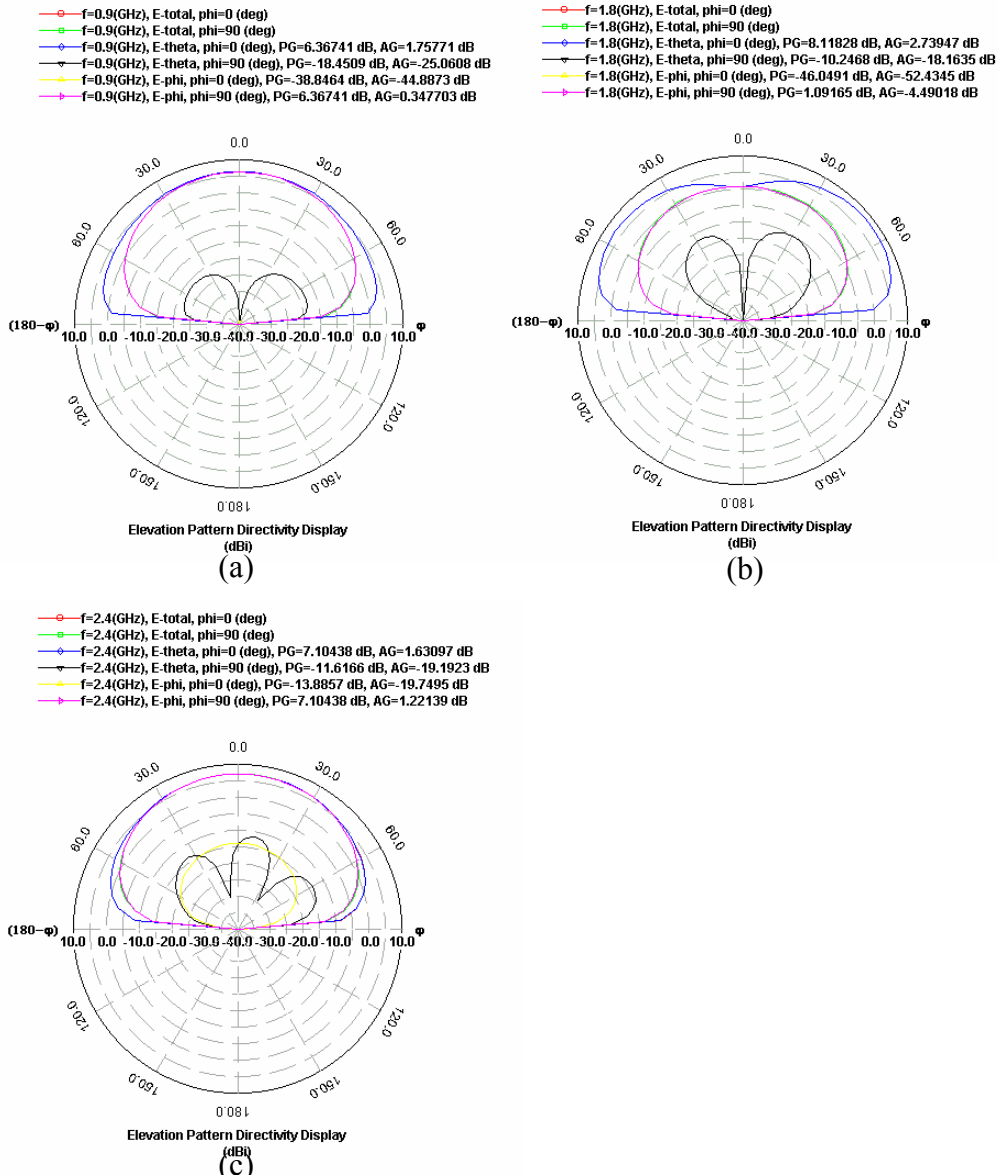 f=0.9(GHz), E-total, phi=0 (deg)
f=0.9(GHz), E-total, phi=90 (deg)
f=0.9(GHz), E-theta, phi=0 (deg), PG=6.36741 dB, AG=1.75771 dB
f=0.9(GHz), E-theta, phi=90 (deg), PG=-18.4509 dB, AG=-25.0608 dB
f=0.9(GHz), E-phi, phi=0 (deg), PG=-38.8464 dB, AG=-44.8873 dB
f=0.9(GHz), E-phi, phi=90 (deg), PG=6.36741 dB, AG=0.347703 dB
0.0
30.0 30.0
60.0 60.0
(180-φ) φ
10.0 0.0 -10.0 -20.0 -30.0 -40.0 -30.0 -20.0 -10.0 0.0 10.0
120.0 120.0
150.0 150.0
180.0
Elevation Pattern Directivity Display
(dBi)
(a)
f=1.8(GHz), E-total, phi=0 (deg)
f=1.8(GHz), E-total, phi=90 (deg)
f=1.8(GHz), E-theta, phi=0 (deg), PG=8.11828 dB, AG=2.73947 dB
f=1.8(GHz), E-theta, phi=90 (deg), PG=-10.2468 dB, AG=-18.1635 dB
f=1.8(GHz), E-phi, phi=0 (deg), PG=-46.0491 dB, AG=-52.4345 dB
f=1.8(GHz), E-phi, phi=90 (deg), PG=1.09165 dB, AG=-4.49018 dB
0.0
30.0 30.0
60.0 60.0
(180-φ) φ
10.0 0.0 -10.0 -20.0 -30.0 -40.0 -30.0 -20.0 -10.0 0.0 10.0
120.0 120.0
150.0 150.0
180.0
Elevation Pattern Directivity Display
(dBi)
(b)
f=2.4(GHz), E-total, phi=0 (deg)
f=2.4(GHz), E-total, phi=90 (deg)
f=2.4(GHz), E-theta, phi=0 (deg), PG=7.10438 dB, AG=1.63097 dB
f=2.4(GHz), E-theta, phi=90 (deg), PG=-11.6166 dB, AG=-19.1923 dB
f=2.4(GHz), E-phi, phi=0 (deg), PG=-13.8857 dB, AG=-19.7495 dB
f=2.4(GHz), E-phi, phi=90 (deg), PG=7.10438 dB, AG=1.22139 dB
0.0
30.0 30.0
60.0 60.0
(180-φ) φ
10.0 0.0 -10.0 -20.0 -30.0 -40.0 -30.0 -20.0 -10.0 0.0 10.0
120.0 120.0
150.0 150.0
180.0
Elevation Pattern Directivity Display
(dBi)
(c)